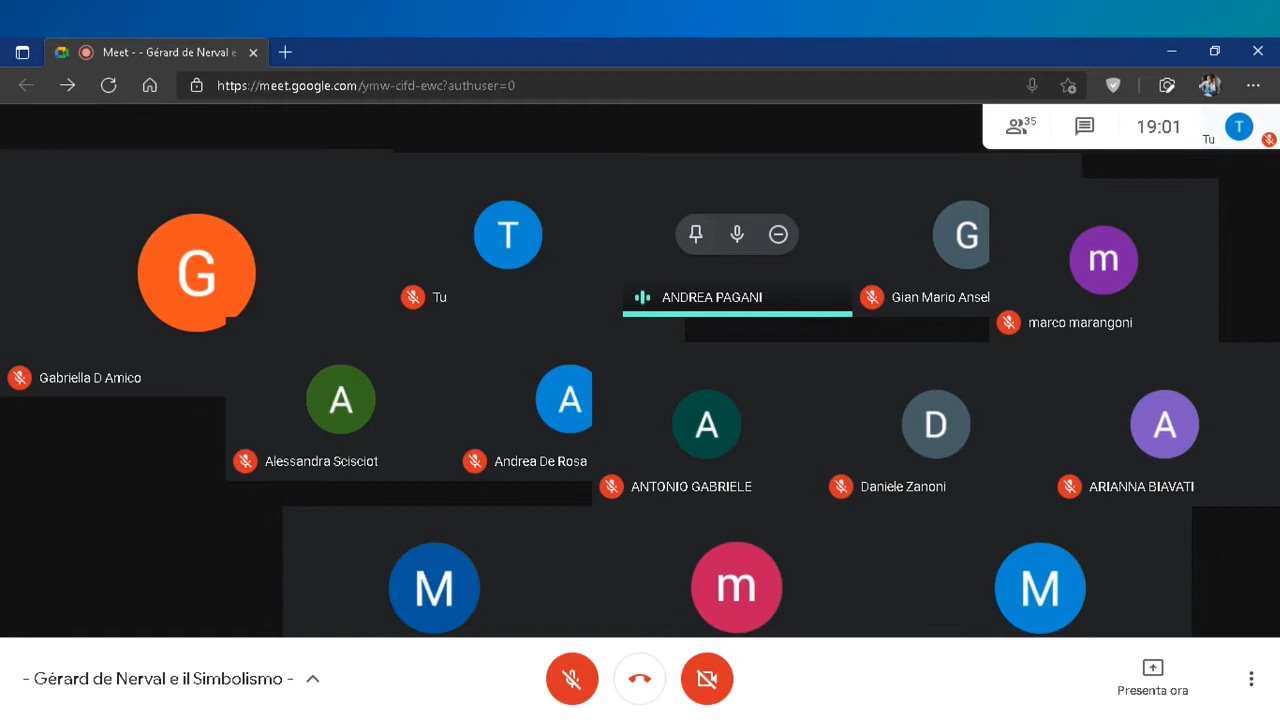 Meet - - Gérard de Nerval e
https://meet.google.com/ymw-cifd-ewc?authuser=0
35
19:01
Tu
T
G
T
G
m
Tu
ANDREA PAGANI
Gian Mario Ansel
marco marangoni
Gabriella D Amico
A
A
A
D
A
Alessandra Scisciot
Andrea De Rosa
ANTONIO GABRIELE
Daniele Zanoni
ARIANNA BIAVATI
M
m
M
- Gérard de Nerval e il Simbolismo -
Presenta ora